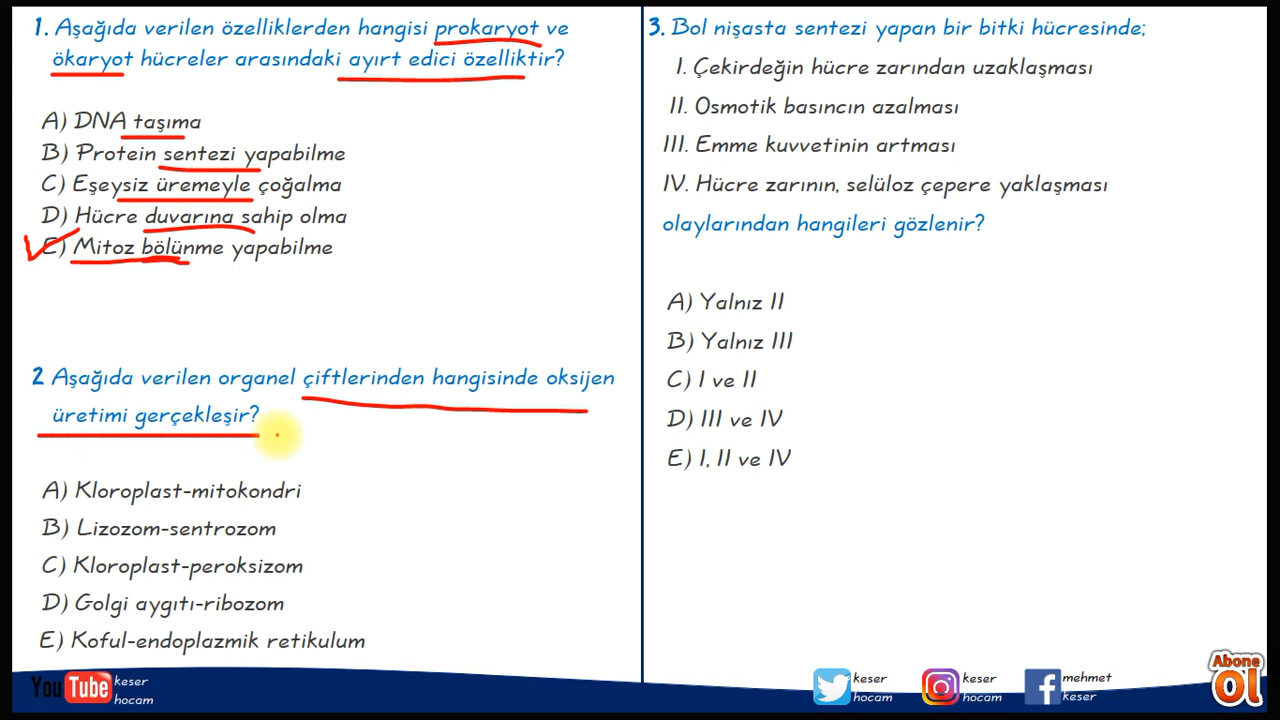 1. Aşağıda verilen özelliklerden hangisi prokaryot ve
ökaryot hücreler arasındaki ayırt edici özelliktir?
A) DNA taşıma
B) Protein sentezi yapabilme
C) Eşeysiz üremeyle çoğalma
D) Hücre duvarına sahip olma
E) Mitoz bölünme yapabilme
2 Aşağıda verilen organel çiftlerinden hangisinde oksijen
üretimi gerçekleşir?
A) Kloroplast-mitokondri
B) Lizozom-sentrozom
C) Kloroplast-peroksizom
D) Golgi aygıtı-ribozom
E) Koful-endoplazmik retikulum
3. Bol nişasta sentezi yapan bir bitki hücresinde;
I. Çekirdeğin hücre zarından uzaklaşması
II. Osmotik basıncın azalması
III. Emme kuvvetinin artması
IV. Hücre zarının, selüloz çepere yaklaşması
olaylarından hangileri gözlenir?
A) Yalnız II
B) Yalnız III
C) I ve II
D) III ve IV
E) I, II ve IV
YouTube keser hocam
keser hocam
keser hocam
mehmet keser
Abone Ol